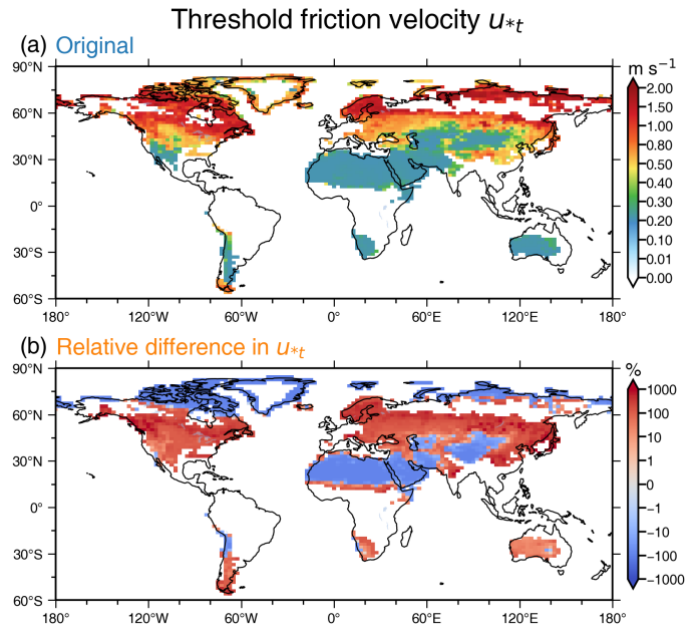 Threshold friction velocity u*t
(a) Original
m s⁻¹
90°N
60°N
30°N
0°
30°S
60°S
180° 120°W 60°W 0° 60°E 120°E 180°
2.00
1.50
1.00
0.80
0.50
0.40
0.30
0.20
0.10
0.01
0.00
(b) Relative difference in u*t
%
90°N
60°N
30°N
0°
30°S
60°S
180° 120°W 60°W 0° 60°E 120°E 180°
1000
100
10
1
0
−1
−10
−100
−1000